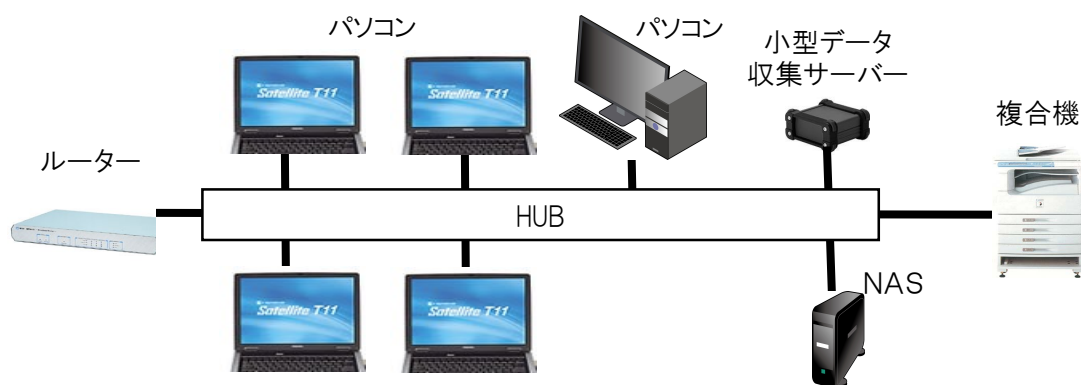 パソコン
パソコン
小型データ
収集サーバー
複合機
ルーター
Satellite T11
Satellite T11
HUB
NAS
Satellite T11
Satellite T11